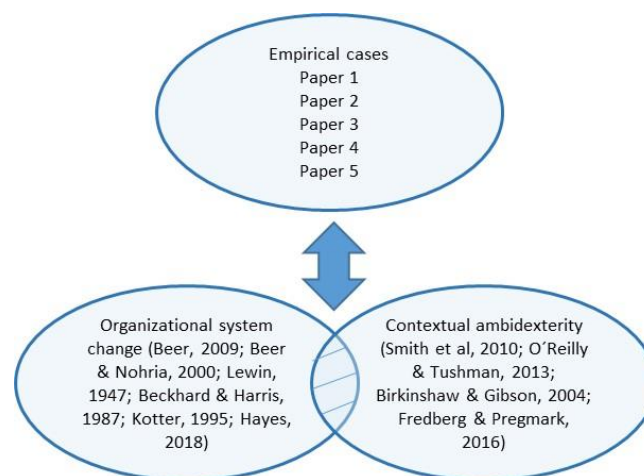 Empirical cases
Paper 1
Paper 2
Paper 3
Paper 4
Paper 5
Organizational system
change (Beer, 2009; Beer
& Nohria, 2000; Lewin,
1947; Beckhard & Harris,
1987; Kotter, 1995; Hayes,
2018)
Contextual ambidexterity
(Smith et al, 2010; O´Reilly
& Tushman, 2013;
Birkinshaw & Gibson, 2004;
Fredberg & Pregmark,
2016)